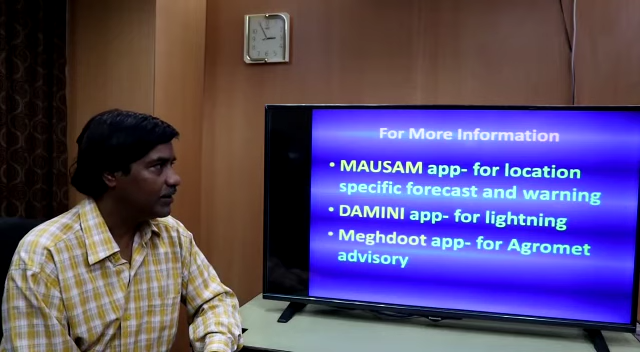 For More Information
• MAUSAM app- for location
specific forecast and warning
• DAMINI app- for lightning
• Meghdoot app- for Agromet
advisory